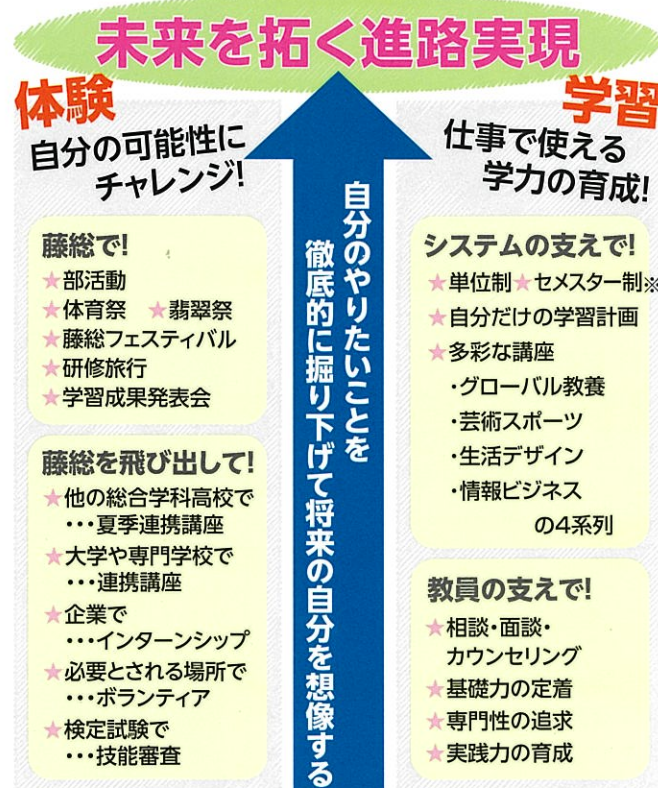 未来を拓く進路実現
体験
自分の可能性に
チャレンジ!
藤総で!
★部活動
★体育祭 ★翡翠祭
★藤総フェスティバル
★研修旅行
★学習成果発表会
藤総を飛び出して!
★他の総合学科高校で
･･･夏季連携講座
★大学や専門学校で
･･･連携講座
★企業で
･･･インターンシップ
★必要とされる場所で
･･･ボランティア
★検定試験で
･･･技能審査
自分のやりたいことを
徹底的に掘り下げて将来の自分を想像する
学習
仕事で使える
学力の育成!
システムの支えで!
★単位制★セメスター制※
★自分だけの学習計画
★多彩な講座
・グローバル教養
・芸術スポーツ
・生活デザイン
・情報ビジネス
の4系列
教員の支えで!
★相談・面談・
カウンセリング
★基礎力の定着
★専門性の追求
★実践力の育成